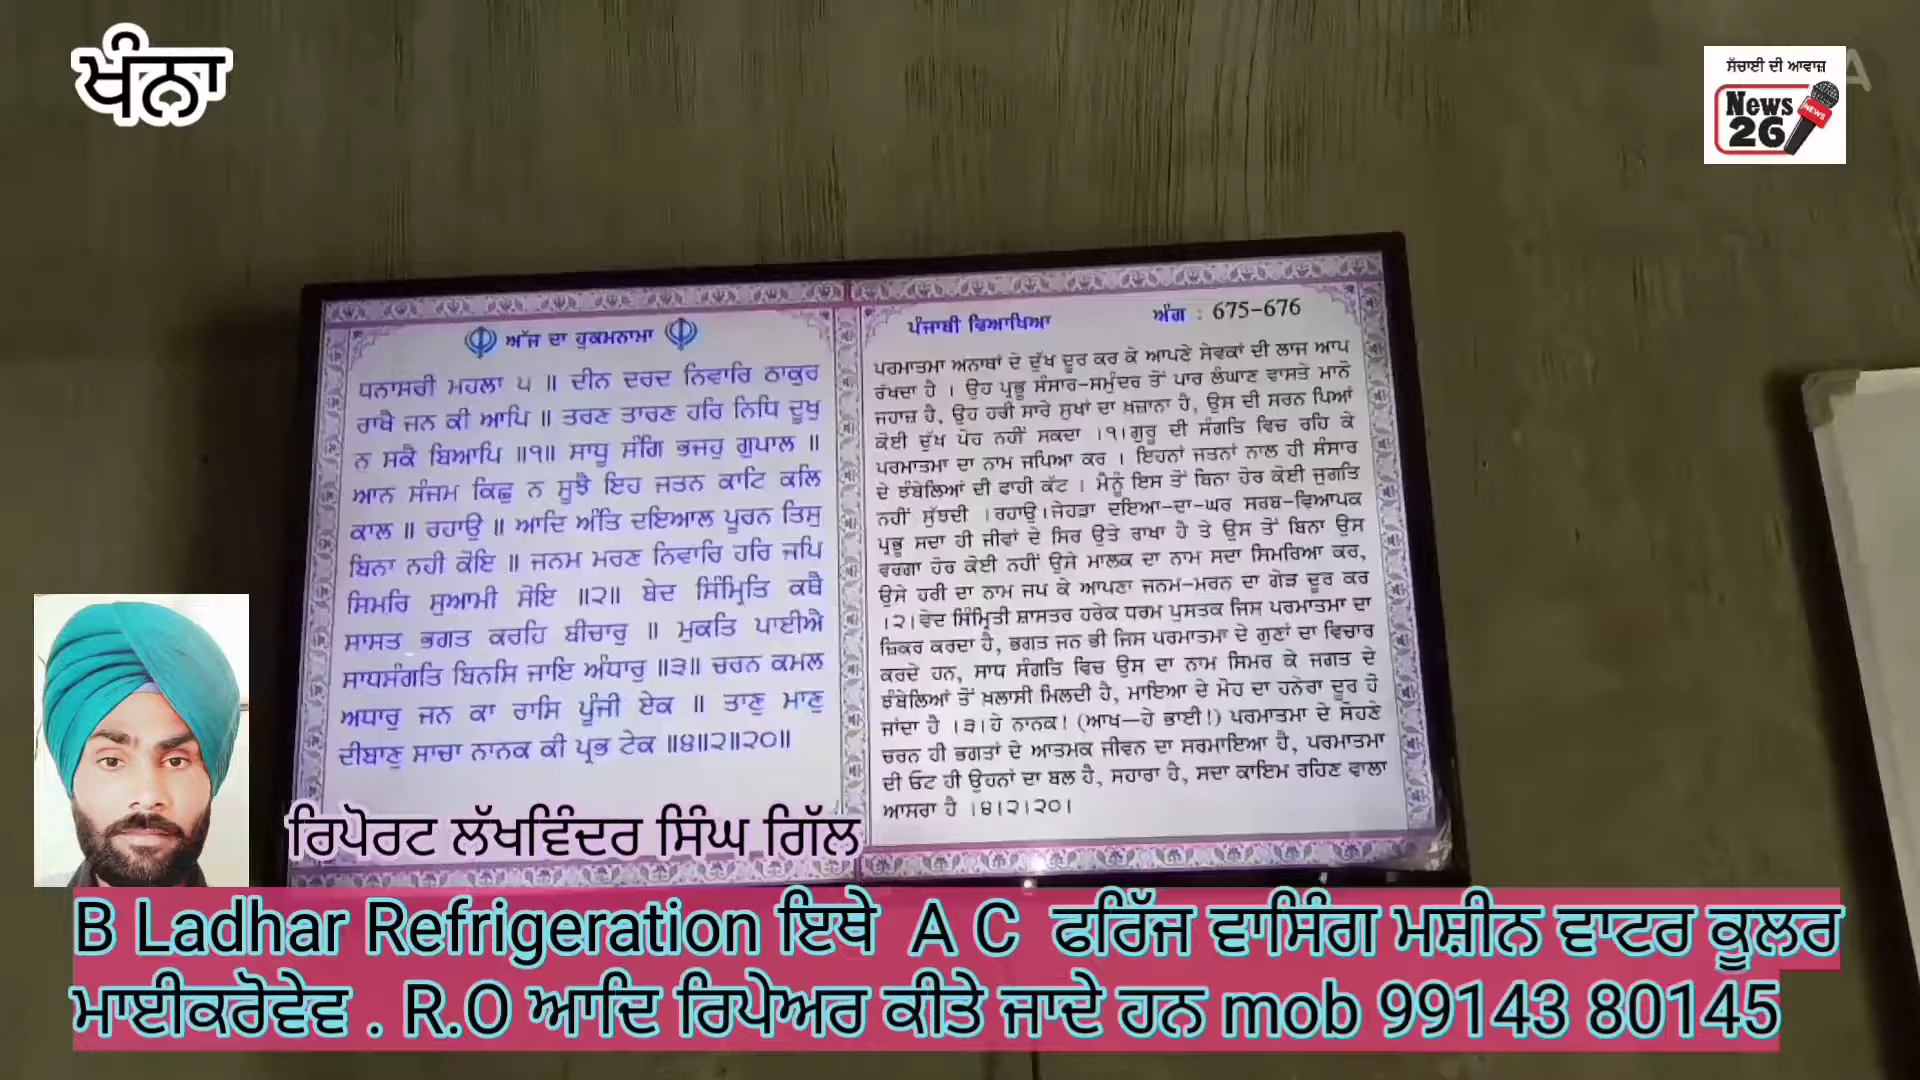 ਖੰਨਾ
ਸੱਚਾਈ ਦੀ ਆਵਾਜ਼
News
NEWS
26
ਅੱਜ ਦਾ ਹੁਕਮਨਾਮਾ
ਧਨਾਸਰੀ ਮਹਲਾ ੫ ॥ ਦੀਨ ਦਰਦ ਨਿਵਾਰਿ ਠਾਕੁਰ
ਰਾਖੈ ਜਨ ਕੀ ਆਪਿ ॥ ਤਰਣ ਤਾਰਣ ਹਰਿ ਨਿਧਿ ਦੂਖੁ
ਨ ਸਕੈ ਬਿਆਪਿ ॥੧॥ ਸਾਧੂ ਸੰਗਿ ਭਜਹੁ ਗੁਪਾਲ ॥
ਆਨ ਸੰਜਮ ਕਿਛੁ ਨ ਸੂਝੈ ਇਹ ਜਤਨ ਕਾਟਿ ਕਲਿ
ਕਾਲ ॥ ਰਹਾਉ ॥ ਆਦਿ ਅੰਤਿ ਦਇਆਲ ਪੂਰਨ ਤਿਸੁ
ਬਿਨਾ ਨਹੀ ਕੋਇ ॥ ਜਨਮ ਮਰਣ ਨਿਵਾਰਿ ਹਰਿ ਜਪਿ
ਸਿਮਰਿ ਸੁਆਮੀ ਸੋਇ ॥੨॥ ਬੇਦ ਸਿੰਮ੍ਰਿਤਿ ਕਥੈ
ਸਾਸਤ ਭਗਤ ਕਰਹਿ ਬੀਚਾਰੁ ॥ ਮੁਕਤਿ ਪਾਈਐ
ਸਾਧਸੰਗਤਿ ਬਿਨਸਿ ਜਾਇ ਅੰਧਾਰੁ ॥੩॥ ਚਰਨ ਕਮਲ
ਅਧਾਰੁ ਜਨ ਕਾ ਰਾਸਿ ਪੂੰਜੀ ਏਕ ॥ ਤਾਣੁ ਮਾਣੁ
ਦੀਬਾਣੁ ਸਾਚਾ ਨਾਨਕ ਕੀ ਪ੍ਰਭ ਟੇਕ ॥੪॥੨॥੨੦॥
ਪੰਜਾਬੀ ਵਿਆਖਿਆ ਅੰਗ : 675-676
ਪਰਮਾਤਮਾ ਅਨਾਥਾਂ ਦੇ ਦੁੱਖ ਦੂਰ ਕਰ ਕੇ ਆਪਣੇ ਸੇਵਕਾਂ ਦੀ ਲਾਜ ਆਪ
ਰੱਖਦਾ ਹੈ । ਉਹ ਪ੍ਰਭੂ ਸੰਸਾਰ-ਸਮੁੰਦਰ ਤੋਂ ਪਾਰ ਲੰਘਾਣ ਵਾਸਤੇ ਮਾਨੋ
ਜਹਾਜ਼ ਹੈ, ਉਹ ਹਰੀ ਸਾਰੇ ਸੁਖਾਂ ਦਾ ਖ਼ਜ਼ਾਨਾ ਹੈ, ਉਸ ਦੀ ਸਰਨ ਪਿਆਂ
ਕੋਈ ਦੁੱਖ ਪੋਹ ਨਹੀਂ ਸਕਦਾ ।੧।ਗੁਰੂ ਦੀ ਸੰਗਤਿ ਵਿਚ ਰਹਿ ਕੇ
ਪਰਮਾਤਮਾ ਦਾ ਨਾਮ ਜਪਿਆ ਕਰ । ਇਹਨਾਂ ਜਤਨਾਂ ਨਾਲ ਹੀ ਸੰਸਾਰ
ਦੇ ਝੰਬੇਲਿਆਂ ਦੀ ਫਾਹੀ ਕੱਟ । ਮੈਨੂੰ ਇਸ ਤੋਂ ਬਿਨਾ ਹੋਰ ਕੋਈ ਜੁਗਤਿ
ਨਹੀਂ ਸੁੱਝਦੀ ।ਰਹਾਉ।ਜੇਹੜਾ ਦਇਆ-ਦਾ-ਘਰ ਸਰਬ-ਵਿਆਪਕ
ਪ੍ਰਭੂ ਸਦਾ ਹੀ ਜੀਵਾਂ ਦੇ ਸਿਰ ਉਤੇ ਰਾਖਾ ਹੈ ਤੇ ਉਸ ਤੋਂ ਬਿਨਾ ਉਸ
ਵਰਗਾ ਹੋਰ ਕੋਈ ਨਹੀਂ ਉਸੇ ਮਾਲਕ ਦਾ ਨਾਮ ਸਦਾ ਸਿਮਰਿਆ ਕਰ,
ਉਸੇ ਹਰੀ ਦਾ ਨਾਮ ਜਪ ਕੇ ਆਪਣਾ ਜਨਮ-ਮਰਨ ਦਾ ਗੇੜ ਦੂਰ ਕਰ
।੨।ਵੇਦ ਸਿੰਮ੍ਰਿਤੀ ਸ਼ਾਸਤਰ ਹਰੇਕ ਧਰਮ ਪੁਸਤਕ ਜਿਸ ਪਰਮਾਤਮਾ ਦਾ
ਜ਼ਿਕਰ ਕਰਦਾ ਹੈ, ਭਗਤ ਜਨ ਭੀ ਜਿਸ ਪਰਮਾਤਮਾ ਦੇ ਗੁਣਾਂ ਦਾ ਵਿਚਾਰ
ਕਰਦੇ ਹਨ, ਸਾਧ ਸੰਗਤਿ ਵਿਚ ਉਸ ਦਾ ਨਾਮ ਸਿਮਰ ਕੇ ਜਗਤ ਦੇ
ਝੰਬੇਲਿਆਂ ਤੋਂ ਖ਼ਲਾਸੀ ਮਿਲਦੀ ਹੈ, ਮਾਇਆ ਦੇ ਮੋਹ ਦਾ ਹਨੇਰਾ ਦੂਰ ਹੋ
ਜਾਂਦਾ ਹੈ ।੩।ਹੇ ਨਾਨਕ! (ਆਖ—ਹੇ ਭਾਈ!) ਪਰਮਾਤਮਾ ਦੇ ਸੋਹਣੇ
ਚਰਨ ਹੀ ਭਗਤਾਂ ਦੇ ਆਤਮਕ ਜੀਵਨ ਦਾ ਸਰਮਾਇਆ ਹੈ, ਪਰਮਾਤਮਾ
ਦੀ ਓਟ ਹੀ ਉਹਨਾਂ ਦਾ ਬਲ ਹੈ, ਸਹਾਰਾ ਹੈ, ਸਦਾ ਕਾਇਮ ਰਹਿਣ ਵਾਲਾ
ਆਸਰਾ ਹੈ ।੪।੨।੨੦।
ਰਿਪੋਰਟ ਲੱਖਵਿੰਦਰ ਸਿੰਘ ਗਿੱਲ
B Ladhar Refrigeration ਇਥੇ A C ਫਰਿੱਜ ਵਾਸਿੰਗ ਮਸ਼ੀਨ ਵਾਟਰ ਕੂਲਰ
ਮਾਈਕਰੋਵੇਵ . R.O ਆਦਿ ਰਿਪੇਅਰ ਕੀਤੇ ਜਾਦੇ ਹਨ mob 99143 80145